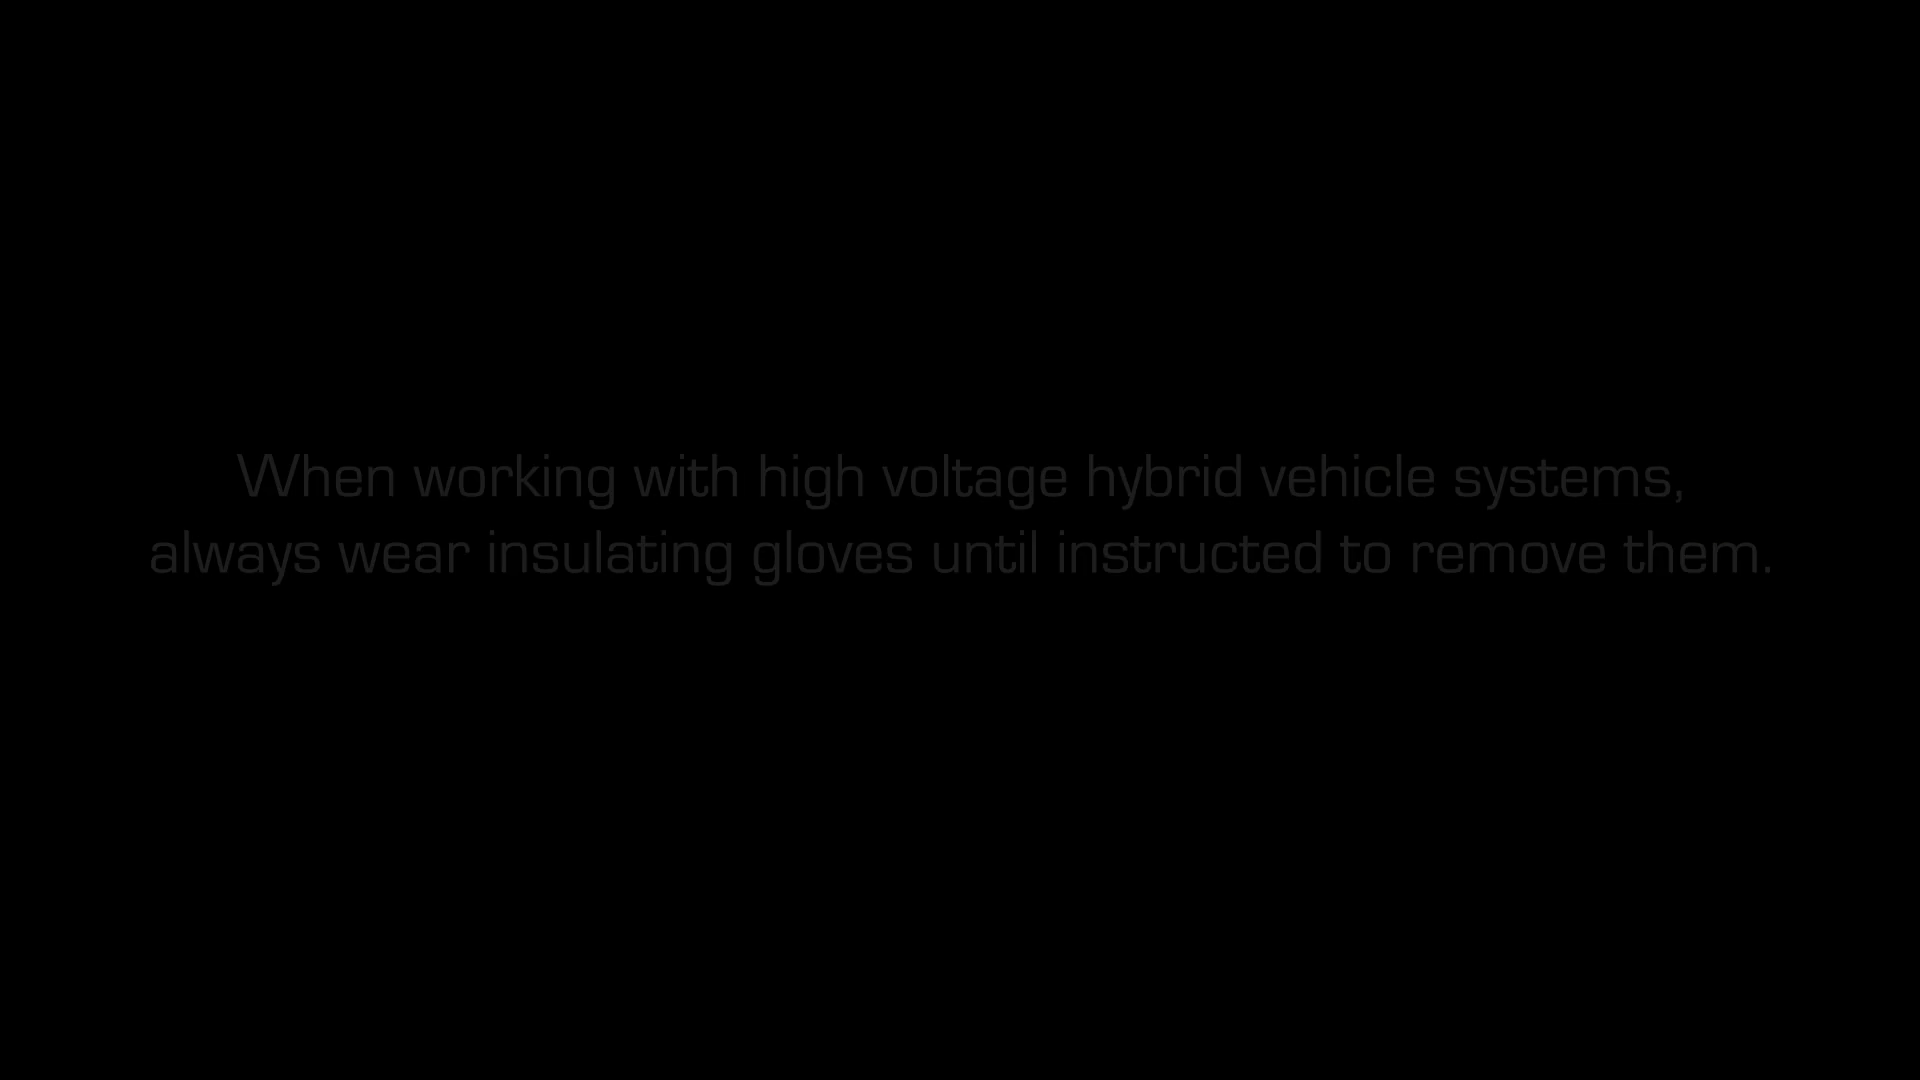 When working with high voltage hybrid vehicle systems,
always wear insulating gloves until instructed to remove them.